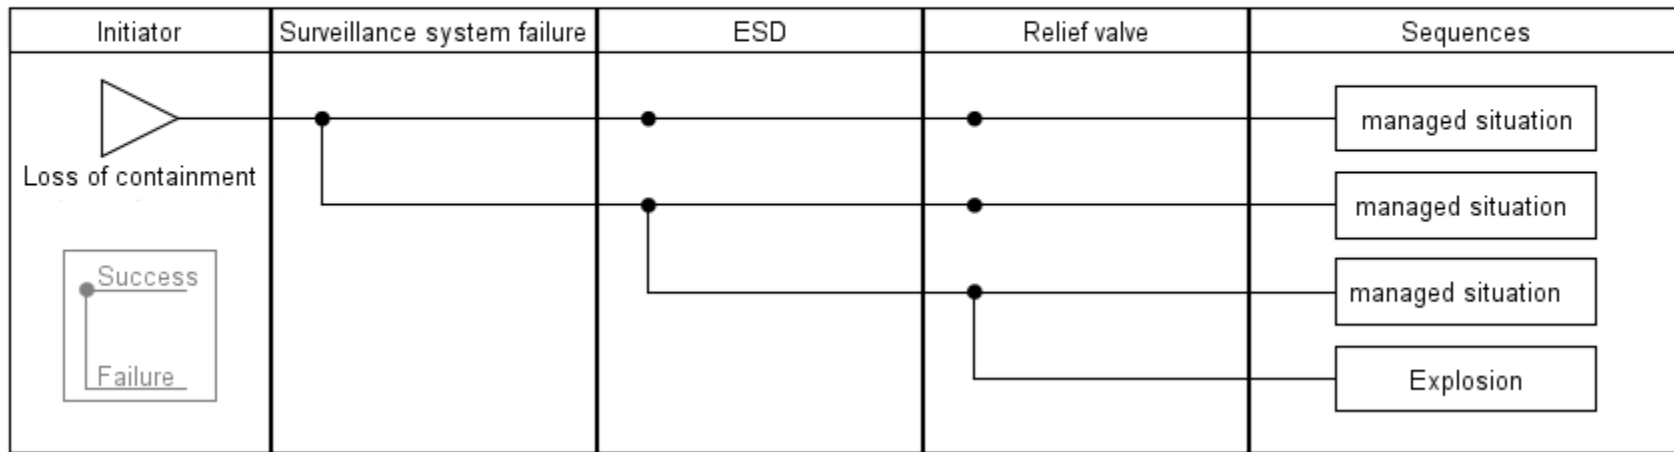 Initiator
Surveillance system failure
ESD
Relief valve
Sequences
managed situation
Loss of containment
managed situation
Success
managed situation
Failure
Explosion